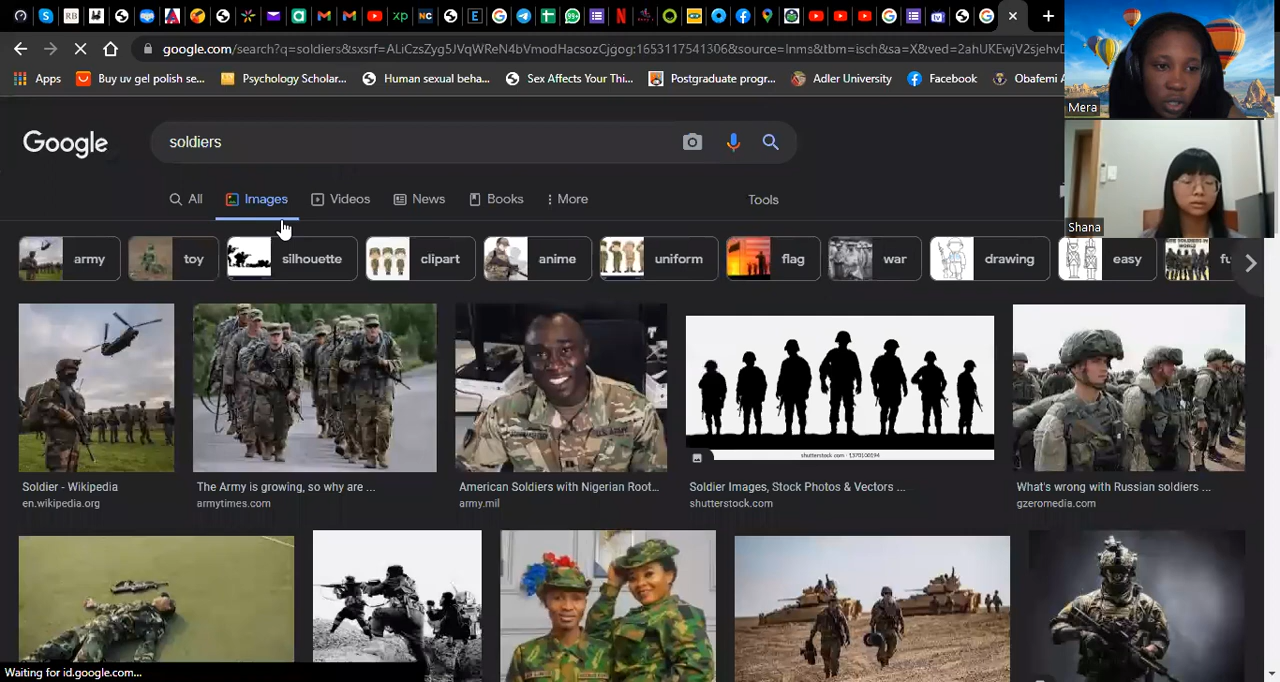 google.com/search?q=soldiers&sxsrf=ALiCzsZyg5JVqWReN4bVmodHacsozCjgog:1653117541306&source=lnms&tbm=isch&sa=X&ved=2ahUKEwjV2sjehvD
Apps
Buy uv gel polish se...
Psychology Scholar...
Human sexual beha...
Sex Affects Your Thi...
Postgraduate progr...
Adler University
Facebook
Obafemi A
Mera
Google
soldiers
All
Images
Videos
News
Books
More
Tools
Shana
army
toy
silhouette
clipart
anime
uniform
flag
war
drawing
easy
fu
shutterstock.com · 1370100194
Soldier - Wikipedia
en.wikipedia.org
The Army is growing, so why are ...
armytimes.com
American Soldiers with Nigerian Root...
army.mil
Soldier Images, Stock Photos & Vectors ...
shutterstock.com
What's wrong with Russian soldiers ...
gzeromedia.com
Waiting for id.google.com...